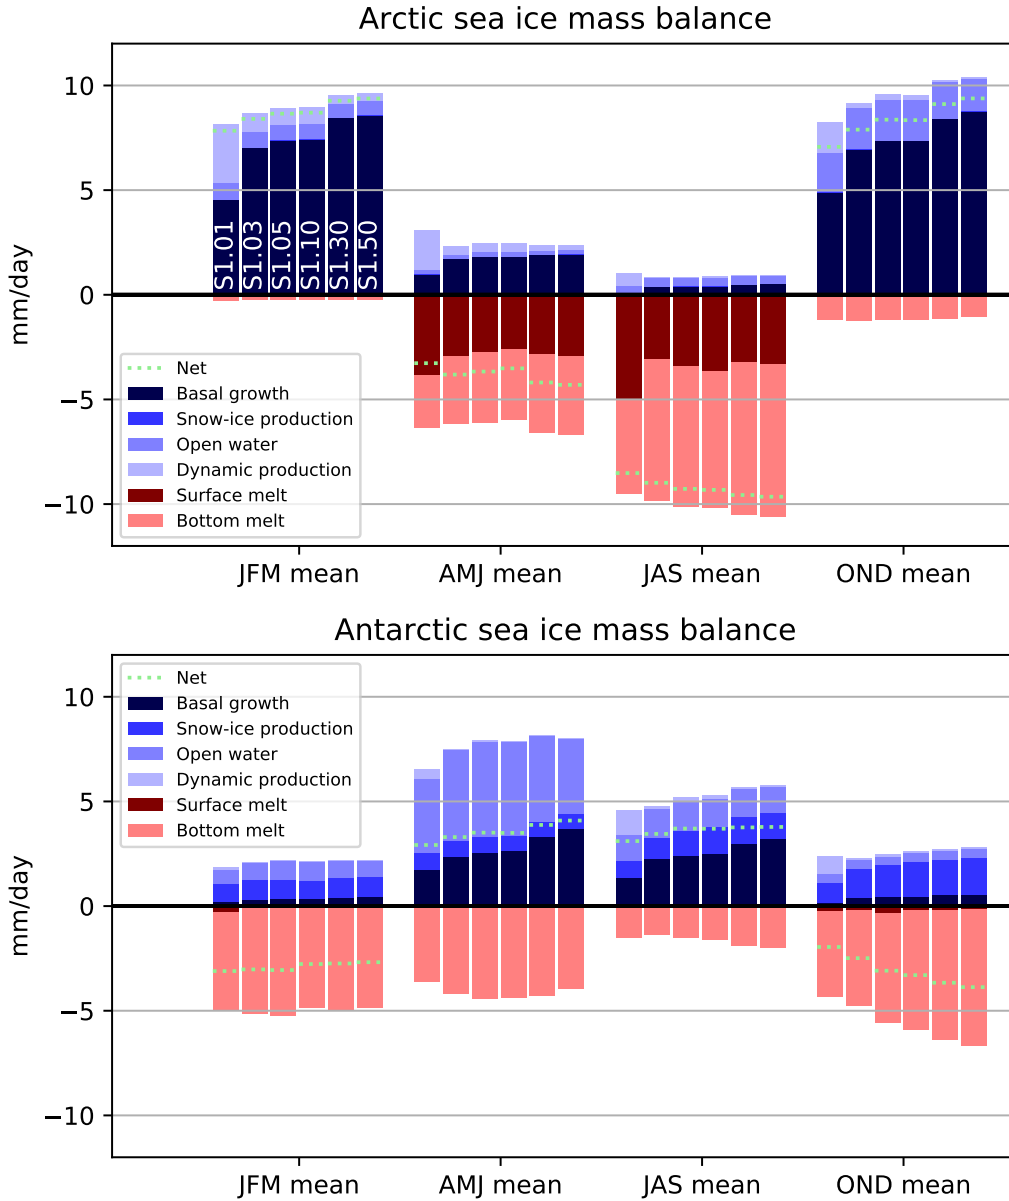 Arctic sea ice mass balance
10
5
0
−5
−10
mm/day
S1.01
S1.03
S1.05
S1.10
S1.30
S1.50
Net
Basal growth
Snow-ice production
Open water
Dynamic production
Surface melt
Bottom melt
JFM mean AMJ mean JAS mean OND mean
Antarctic sea ice mass balance
10
5
0
−5
−10
mm/day
Net
Basal growth
Snow-ice production
Open water
Dynamic production
Surface melt
Bottom melt
JFM mean AMJ mean JAS mean OND mean